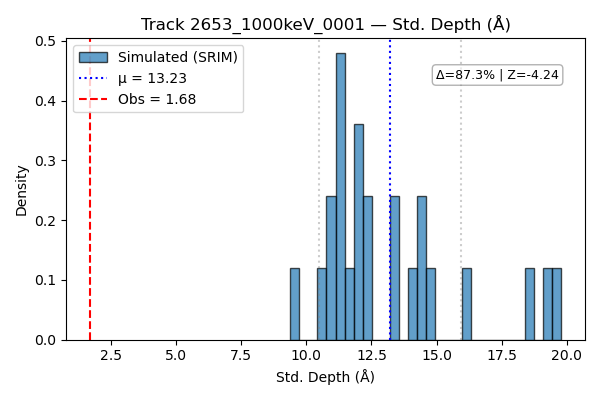 Track 2653_1000keV_0001 — Std. Depth (Å)
Simulated (SRIM)
μ = 13.23
Obs = 1.68
Δ=87.3% | Z=-4.24
Density
0.5
0.4
0.3
0.2
0.1
0.0
2.5 5.0 7.5 10.0 12.5 15.0 17.5 20.0
Std. Depth (Å)